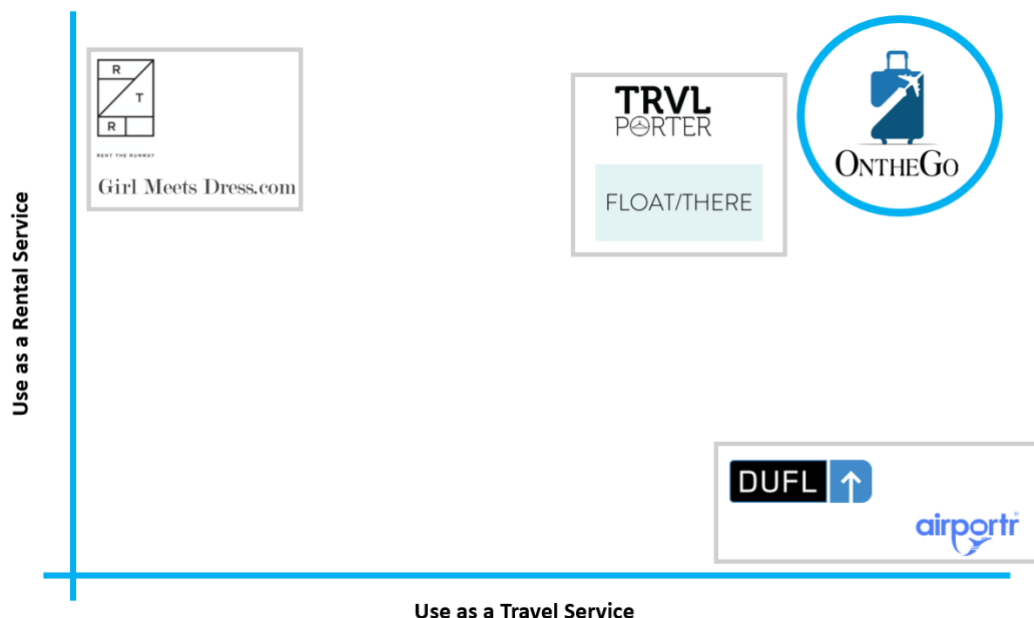 R
T
R
RENT THE RUNWAY
Girl Meets Dress.com
TRVL
PORTER
FLOAT/THERE
ONTHEGO
Use as a Rental Service
DUFL
airportr
Use as a Travel Service